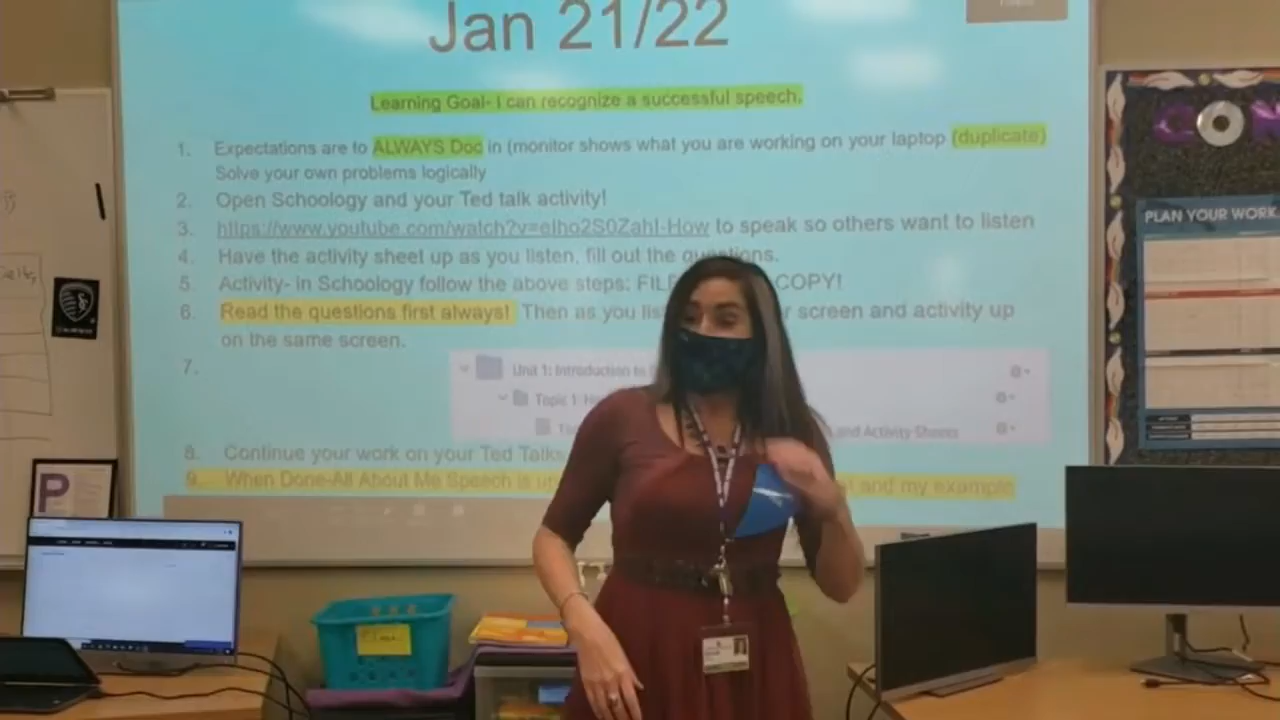 Jan 21/22
Learning Goal- I can recognize a successful speech.
1. Expectations are to ALWAYS Doc in (monitor shows what you are working on your laptop (duplicate)
Solve your own problems logically
2. Open Schoology and your Ted talk activity!
3. https://www.youtube.com/watch?v=eIho2S0ZahI-How to speak so others want to listen
4. Have the activity sheet up as you listen, fill out the questions.
5. Activity- in Schoology follow the above steps: COPY!
6. Read the questions first always! Then as you screen and activity up
on the same screen.
7.
Unit 1: Introduction to
Topic 1:
and Activity Sheets
8. Continue your work on your Ted Talks
9. When Done-All About Me Speech is and my example
PLAN YOUR WORK
P